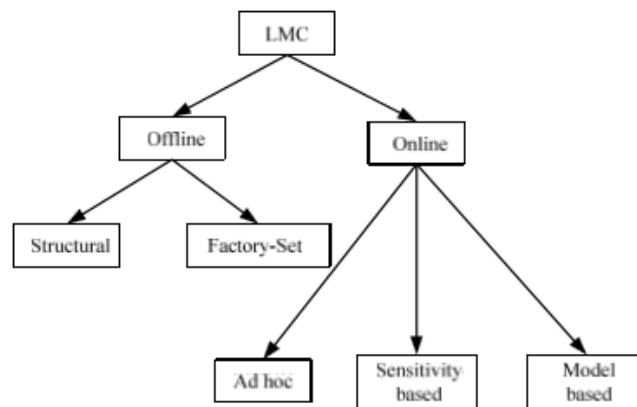 LMC
Offline
Online
Structural
Factory-Set
Ad hoc
Sensitivity
based
Model
based